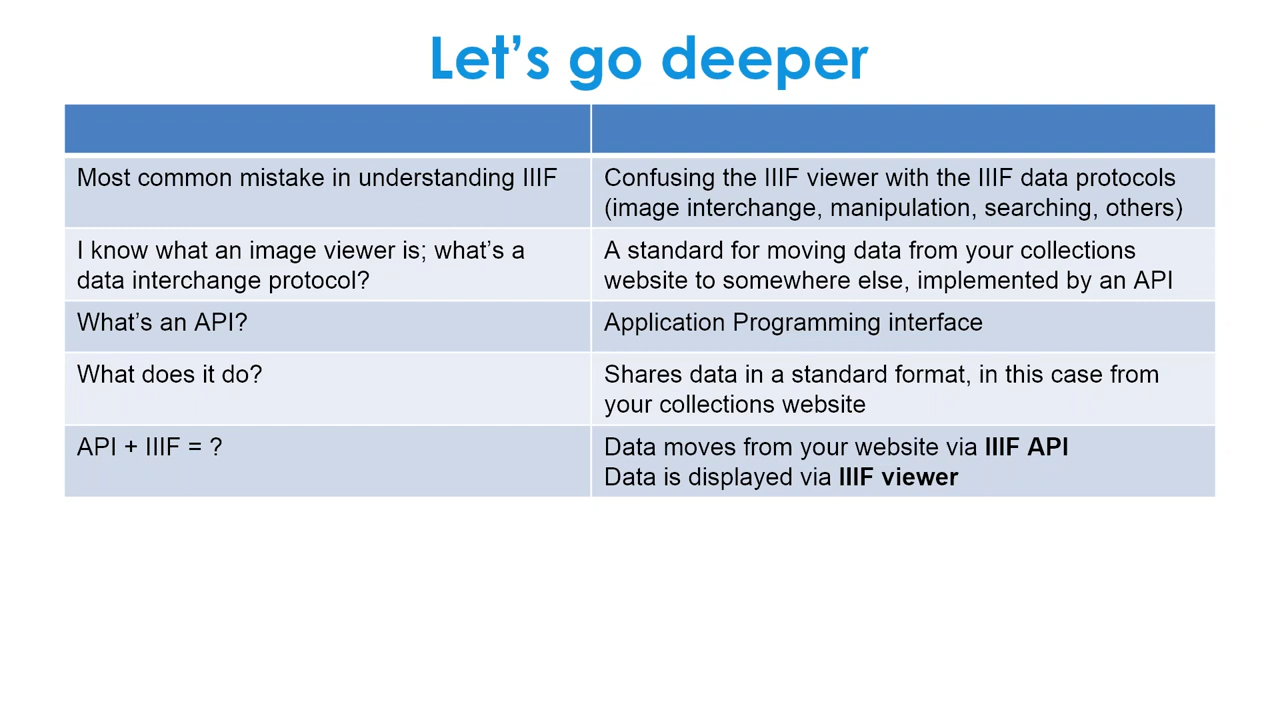 Let's go deeper
Most common mistake in understanding IIIF
Confusing the IIIF viewer with the IIIF data protocols
(image interchange, manipulation, searching, others)
I know what an image viewer is; what's a
data interchange protocol?
A standard for moving data from your collections
website to somewhere else, implemented by an API
What's an API?
Application Programming interface
What does it do?
Shares data in a standard format, in this case from
your collections website
API + IIIF = ?
Data moves from your website via IIIF API
Data is displayed via IIIF viewer